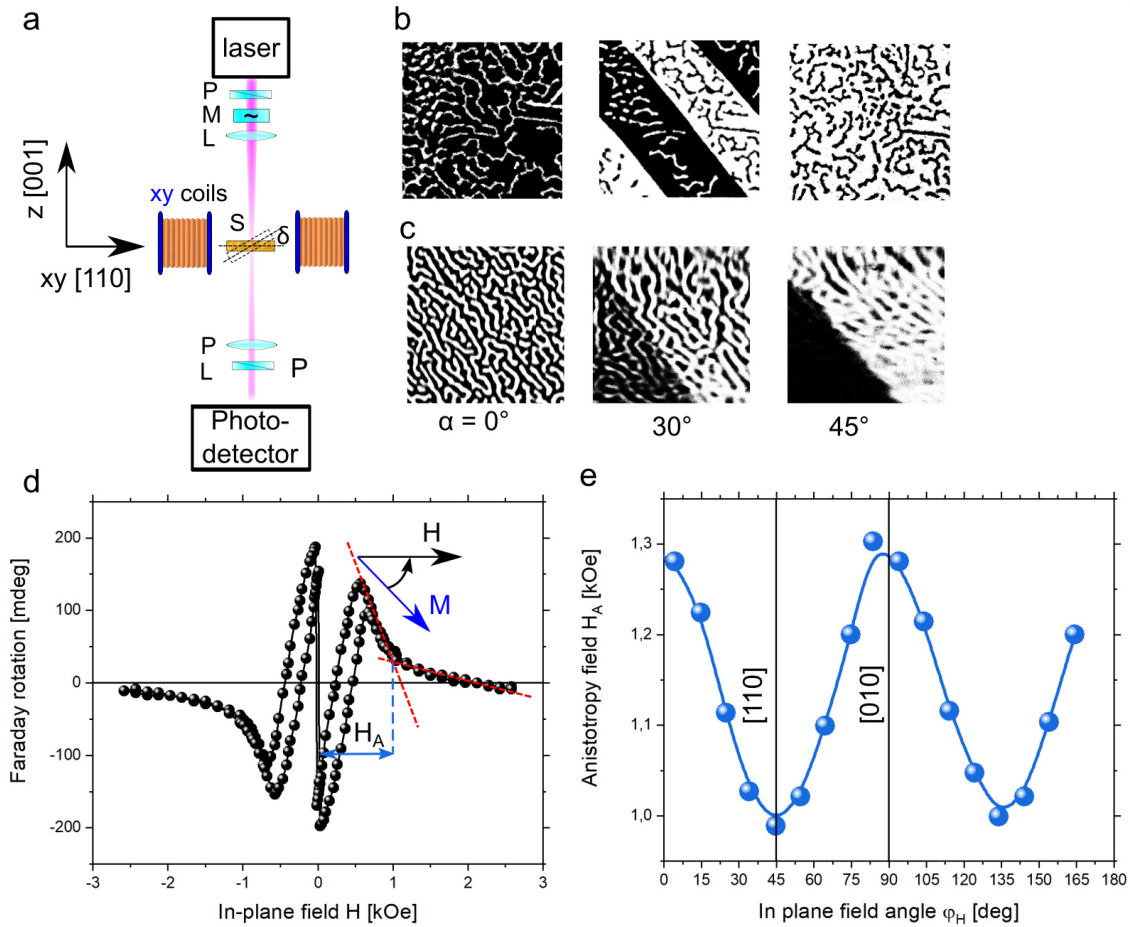 a
laser
P
M ~
L
z [001]
xy coils
S
δ
xy [110]
P
L P
Photo-
detector
b
c
α = 0° 30° 45°
d
Faraday rotation [mdeg]
200
100
0
-100
-200
H
M
H_A
-3 -2 -1 0 1 2 3
In-plane field H [kOe]
e
Anistotropy field H_A [kOe]
1,3
1,2
1,1
1,0
[110]
[010]
0 15 30 45 60 75 90 105 120 135 150 165 180
In plane field angle φ_H [deg]